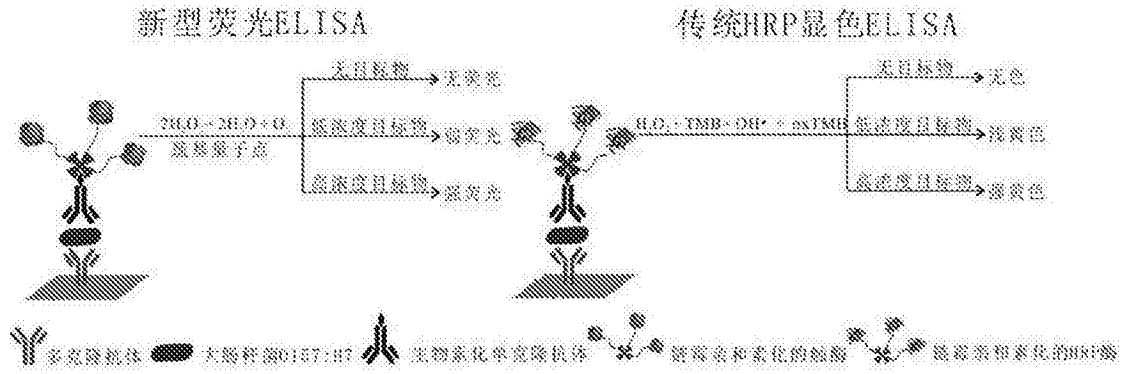 新型荧光ELISA
传统HRP显色ELISA
无目标物
无荧光
2H₂O₂→2H₂O+O₂
低浓度目标物
弱荧光
巯基量子点
高浓度目标物
强荧光
无目标物
无色
H₂O₂+TMB→OH•+oxTMB
低浓度目标物
浅黄色
高浓度目标物
深黄色
多克隆抗体
大肠杆菌O157:H7
生物素化单克隆抗体
链霉亲和素化的
链霉亲和素化的HRP酶